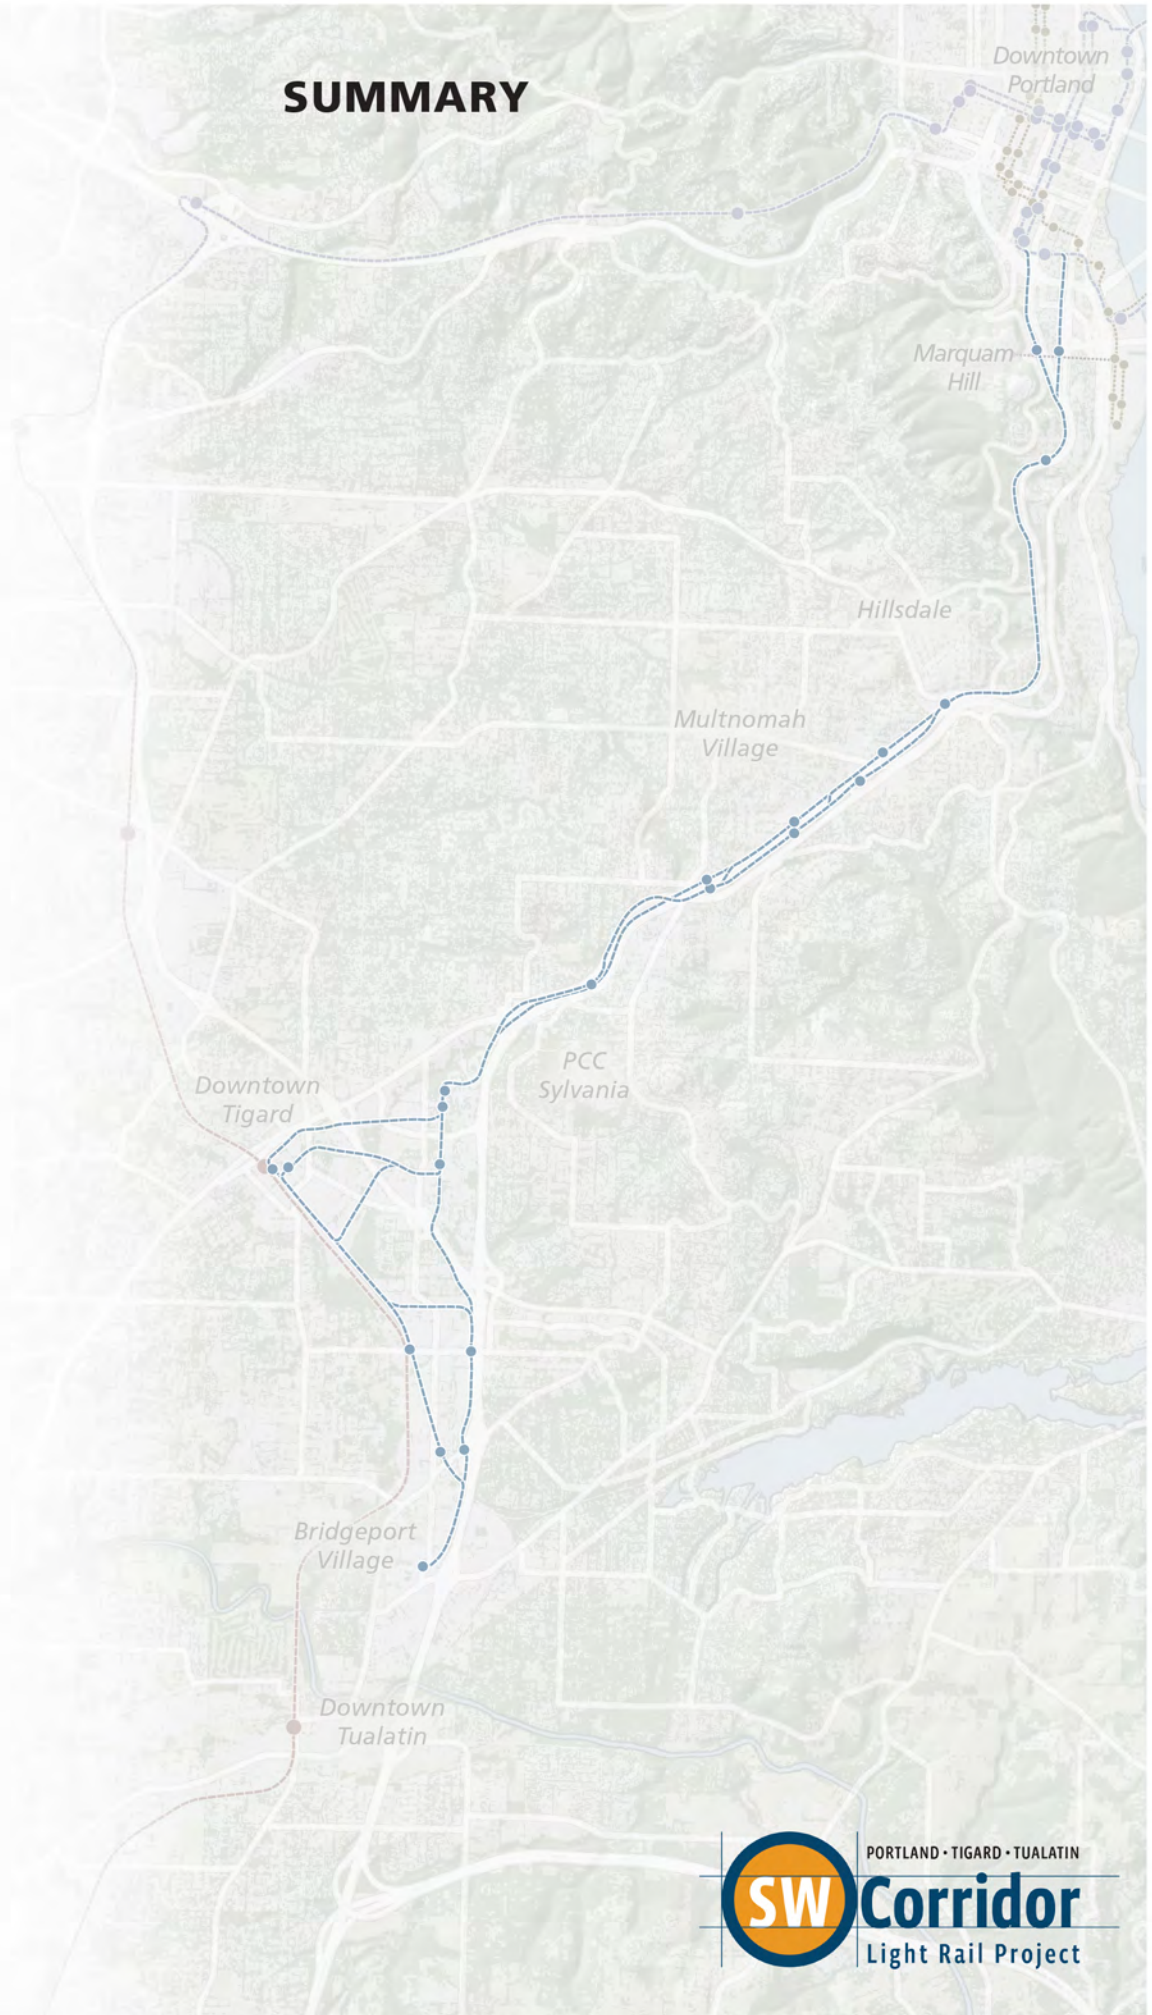 SUMMARY
Downtown
Portland
Marquam
Hill
Hillsdale
Multnomah
Village
PCC
Sylvania
Downtown
Tigard
Bridgeport
Village
Downtown
Tualatin
PORTLAND • TIGARD • TUALATIN
SW Corridor
Light Rail Project